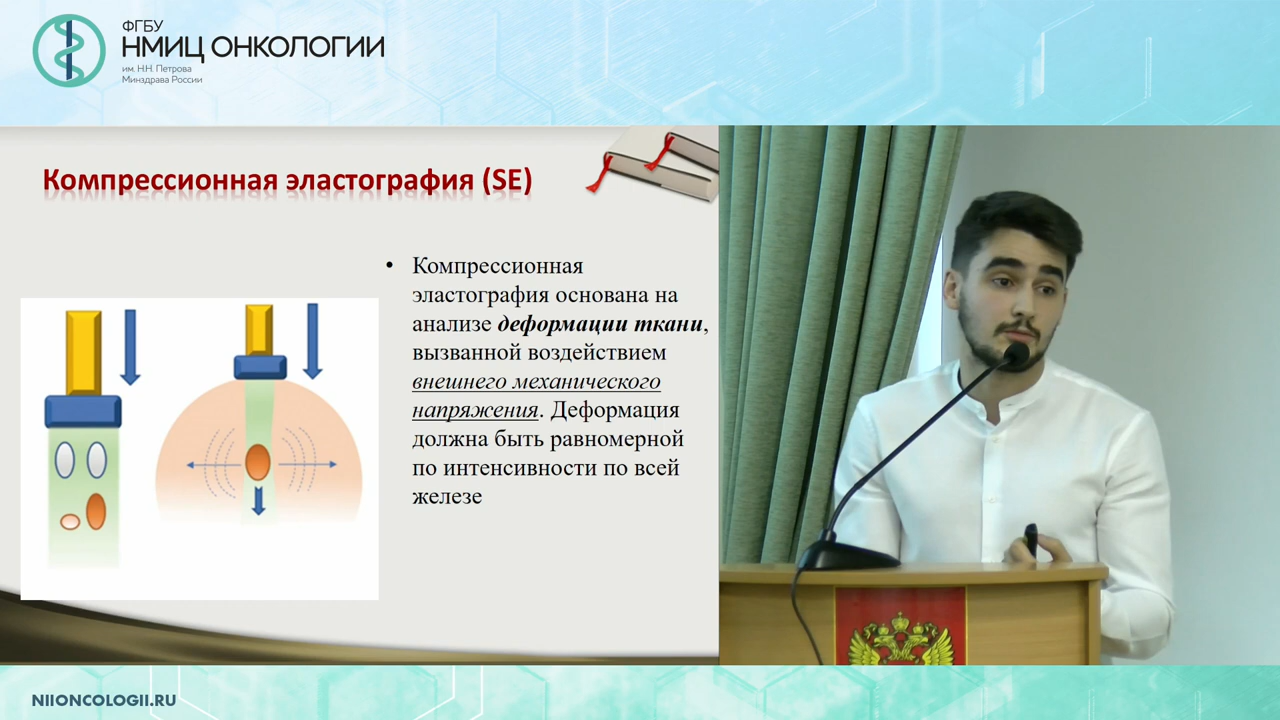 ФГБУ
НМИЦ ОНКОЛОГИИ
им. Н.Н. Петрова
Минздрава России
Компрессионная эластография (SE)
• Компрессионная
эластография основана на
анализе деформации ткани,
вызванной воздействием
внешнего механического
напряжения. Деформация
должна быть равномерной
по интенсивности по всей
железе
NIIONCOLOGII.RU